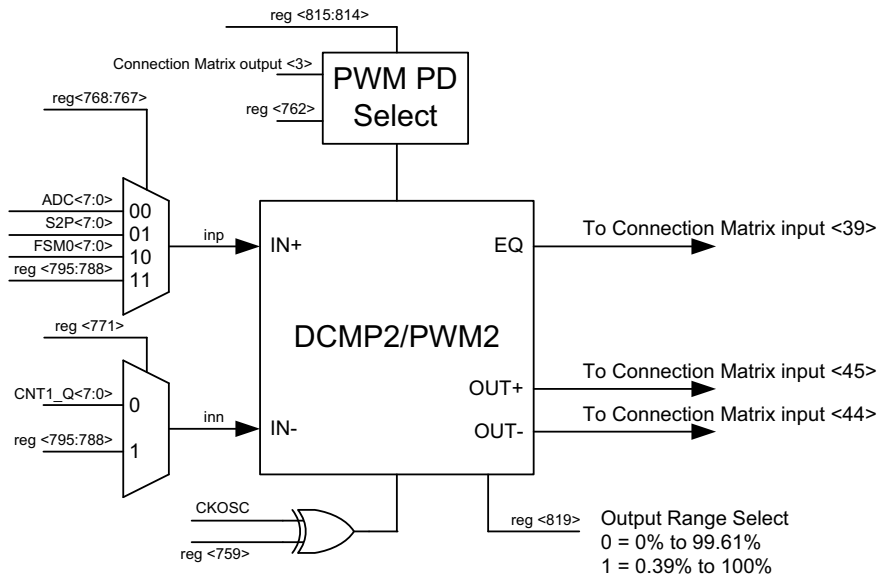 reg <815:814>
Connection Matrix output <3>
PWM PD
Select
reg <762>
reg<768:767>
ADC<7:0>
S2P<7:0>
FSM0<7:0>
reg <795:788>
00
01
10
11
inp
IN+
EQ
To Connection Matrix input <39>
DCMP2/PWM2
reg <771>
CNT1_Q<7:0>
reg <795:788>
0
1
inn
IN-
OUT+
To Connection Matrix input <45>
OUT-
To Connection Matrix input <44>
CKOSC
reg <759>
reg <819>
Output Range Select
0 = 0% to 99.61%
1 = 0.39% to 100%